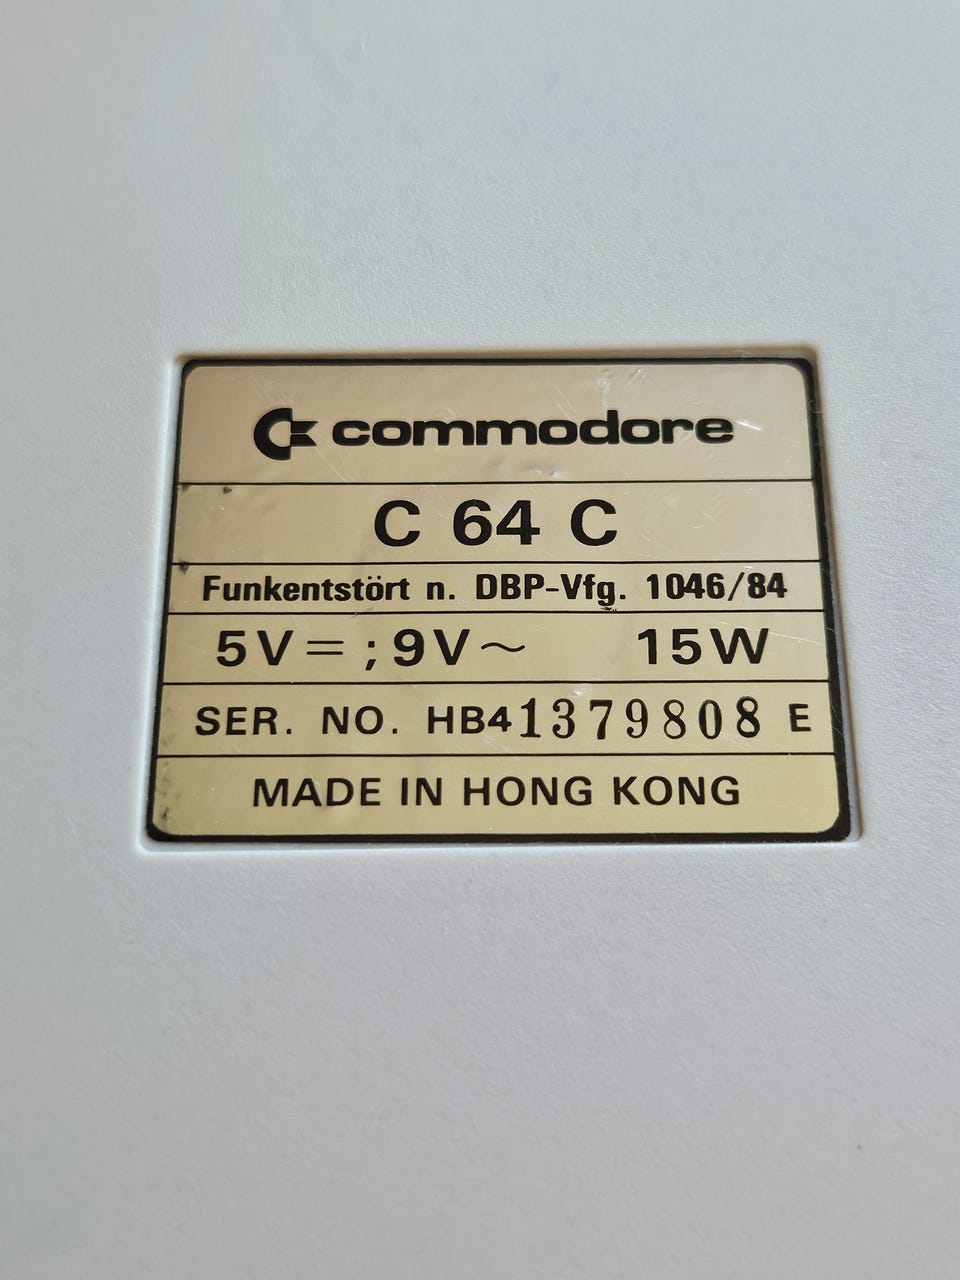 commodore
C 64 C
Funkentstört n. DBP-Vfg. 1046/84
5V⎓ ; 9V~ 15W
SER. NO. HB41379808 E
MADE IN HONG KONG